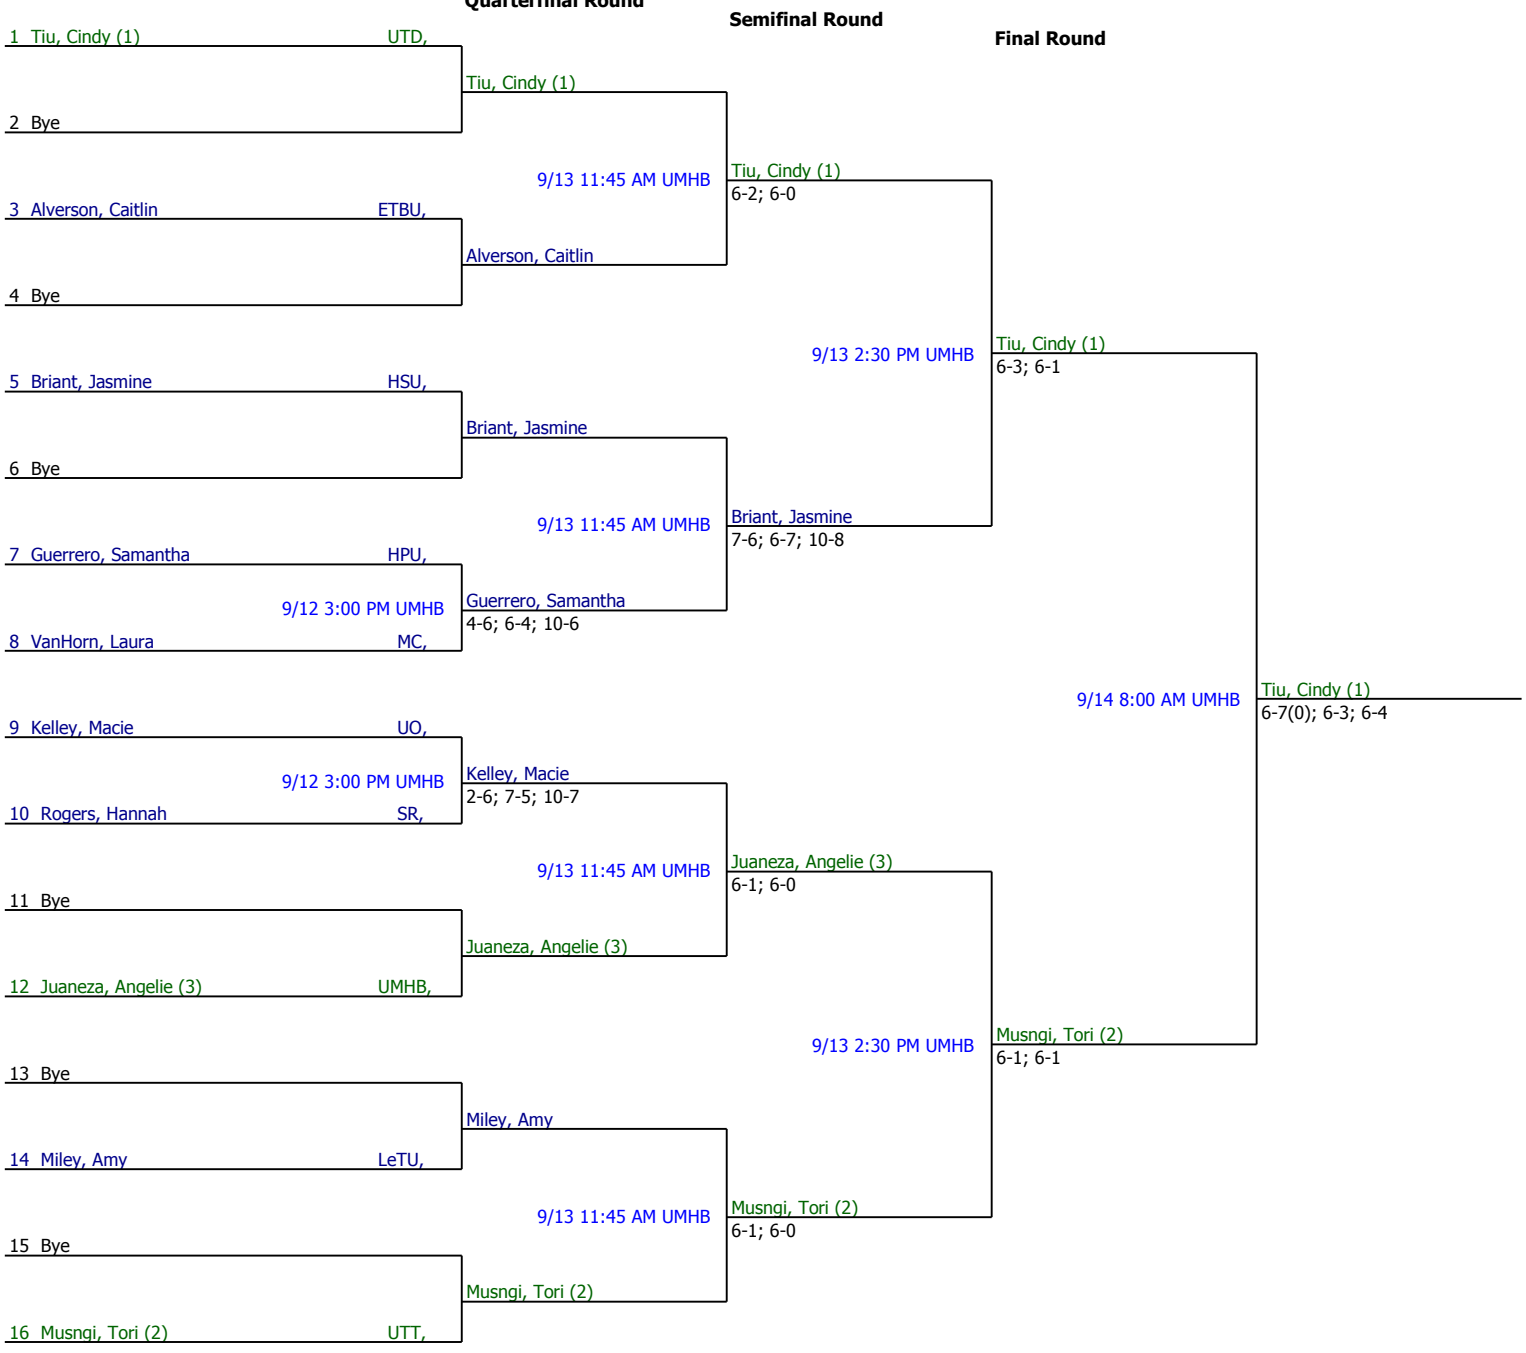 Quarterfinal Round
Semifinal Round
Final Round
1 Tiu, Cindy (1) UTD,
Tiu, Cindy (1)
2 Bye
9/13 11:45 AM UMHB
Tiu, Cindy (1)
6-2; 6-0
3 Alverson, Caitlin ETBU,
Alverson, Caitlin
4 Bye
9/13 2:30 PM UMHB
Tiu, Cindy (1)
6-3; 6-1
5 Briant, Jasmine HSU,
Briant, Jasmine
6 Bye
9/13 11:45 AM UMHB
Briant, Jasmine
7-6; 6-7; 10-8
7 Guerrero, Samantha HPU,
9/12 3:00 PM UMHB
Guerrero, Samantha
4-6; 6-4; 10-6
8 VanHorn, Laura MC,
9/14 8:00 AM UMHB
Tiu, Cindy (1)
6-7(0); 6-3; 6-4
9 Kelley, Macie UO,
9/12 3:00 PM UMHB
Kelley, Macie
2-6; 7-5; 10-7
10 Rogers, Hannah SR,
9/13 11:45 AM UMHB
Juaneza, Angelie (3)
6-1; 6-0
11 Bye
Juaneza, Angelie (3)
12 Juaneza, Angelie (3) UMHB,
9/13 2:30 PM UMHB
Musngi, Tori (2)
6-1; 6-1
13 Bye
Miley, Amy
14 Miley, Amy LeTU,
9/13 11:45 AM UMHB
Musngi, Tori (2)
6-1; 6-0
15 Bye
Musngi, Tori (2)
16 Musngi, Tori (2) UTT,